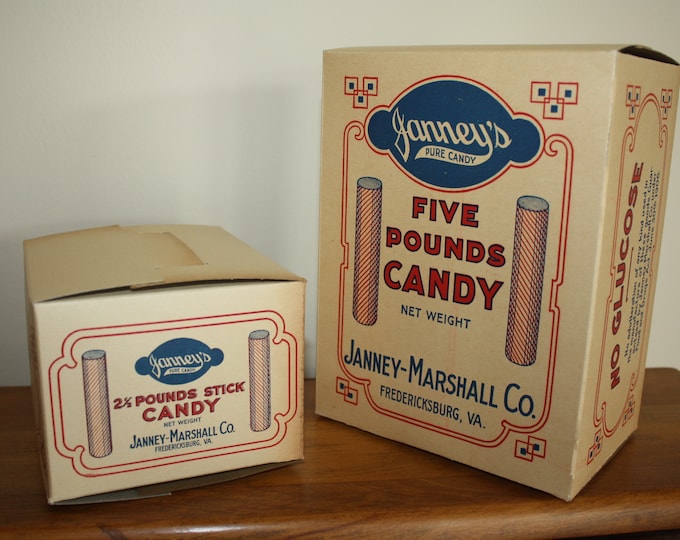 Janney's
PURE CANDY
2½ POUNDS STICK
CANDY
NET WEIGHT
JANNEY-MARSHALL CO.
FREDERICKSBURG, VA.
Janney's
PURE CANDY
FIVE
POUNDS
CANDY
NET WEIGHT
JANNEY-MARSHALL CO.
FREDERICKSBURG, VA.
NO GLUCOSE